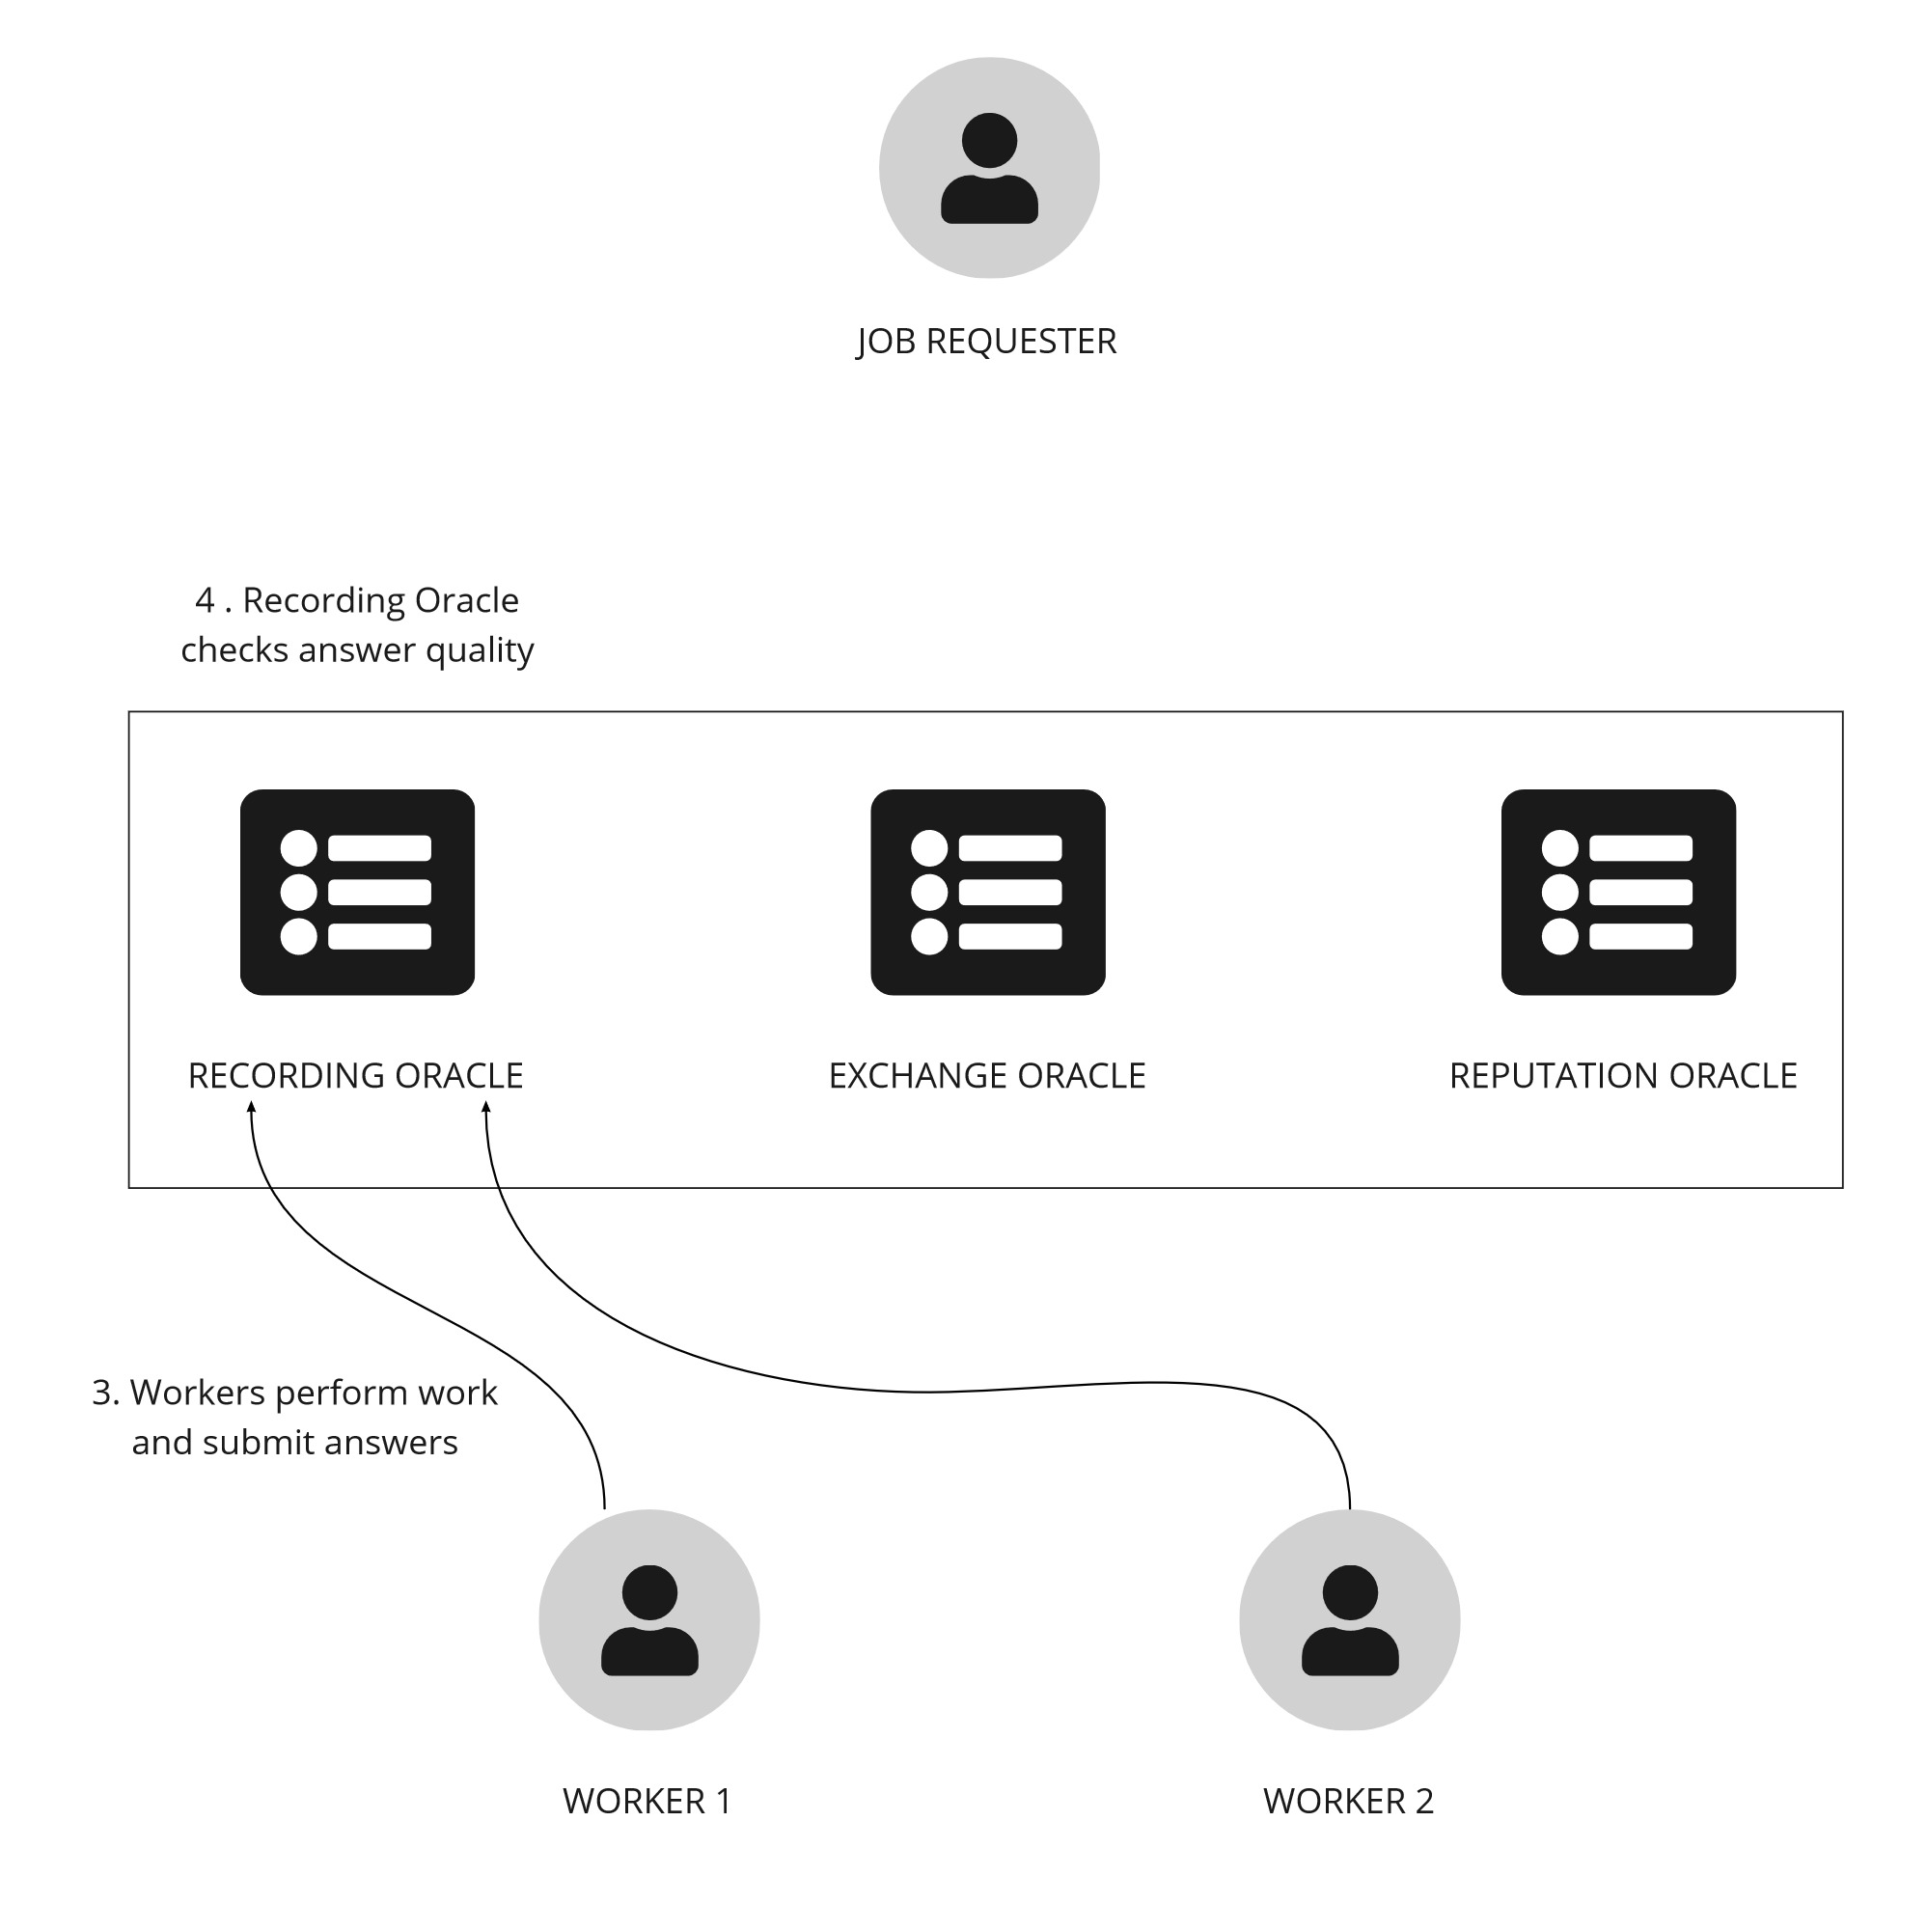 JOB REQUESTER
4 . Recording Oracle
checks answer quality
RECORDING ORACLE
EXCHANGE ORACLE
REPUTATION ORACLE
3. Workers perform work
and submit answers
WORKER 1
WORKER 2